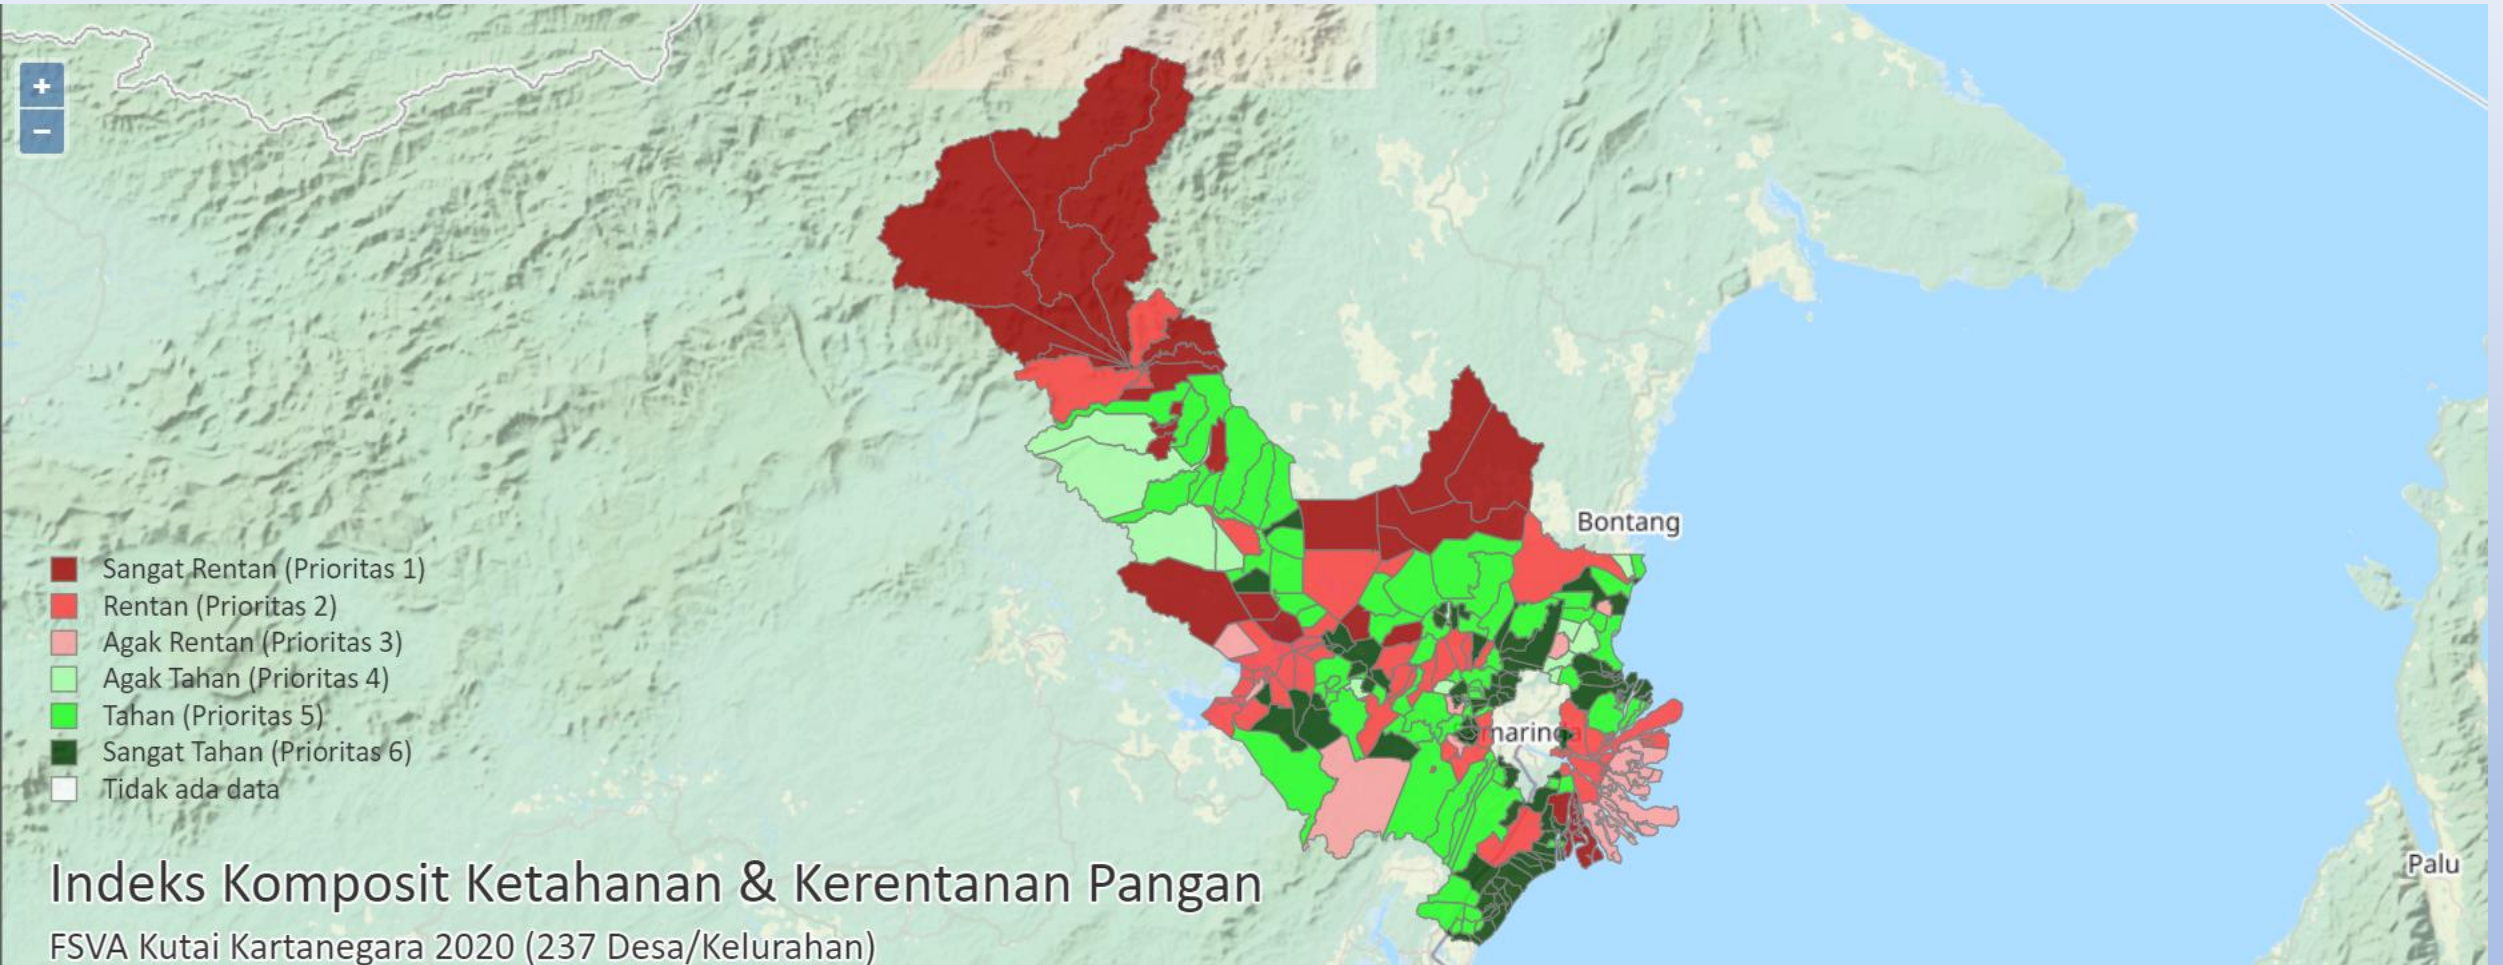 +
−
Bontang
Sangat Rentan (Prioritas 1)
Rentan (Prioritas 2)
Agak Rentan (Prioritas 3)
Agak Tahan (Prioritas 4)
Tahan (Prioritas 5)
Sangat Tahan (Prioritas 6)
Tidak ada data
marinda
Palu
Indeks Komposit Ketahanan & Kerentanan Pangan
FSVA Kutai Kartanegara 2020 (237 Desa/Kelurahan)